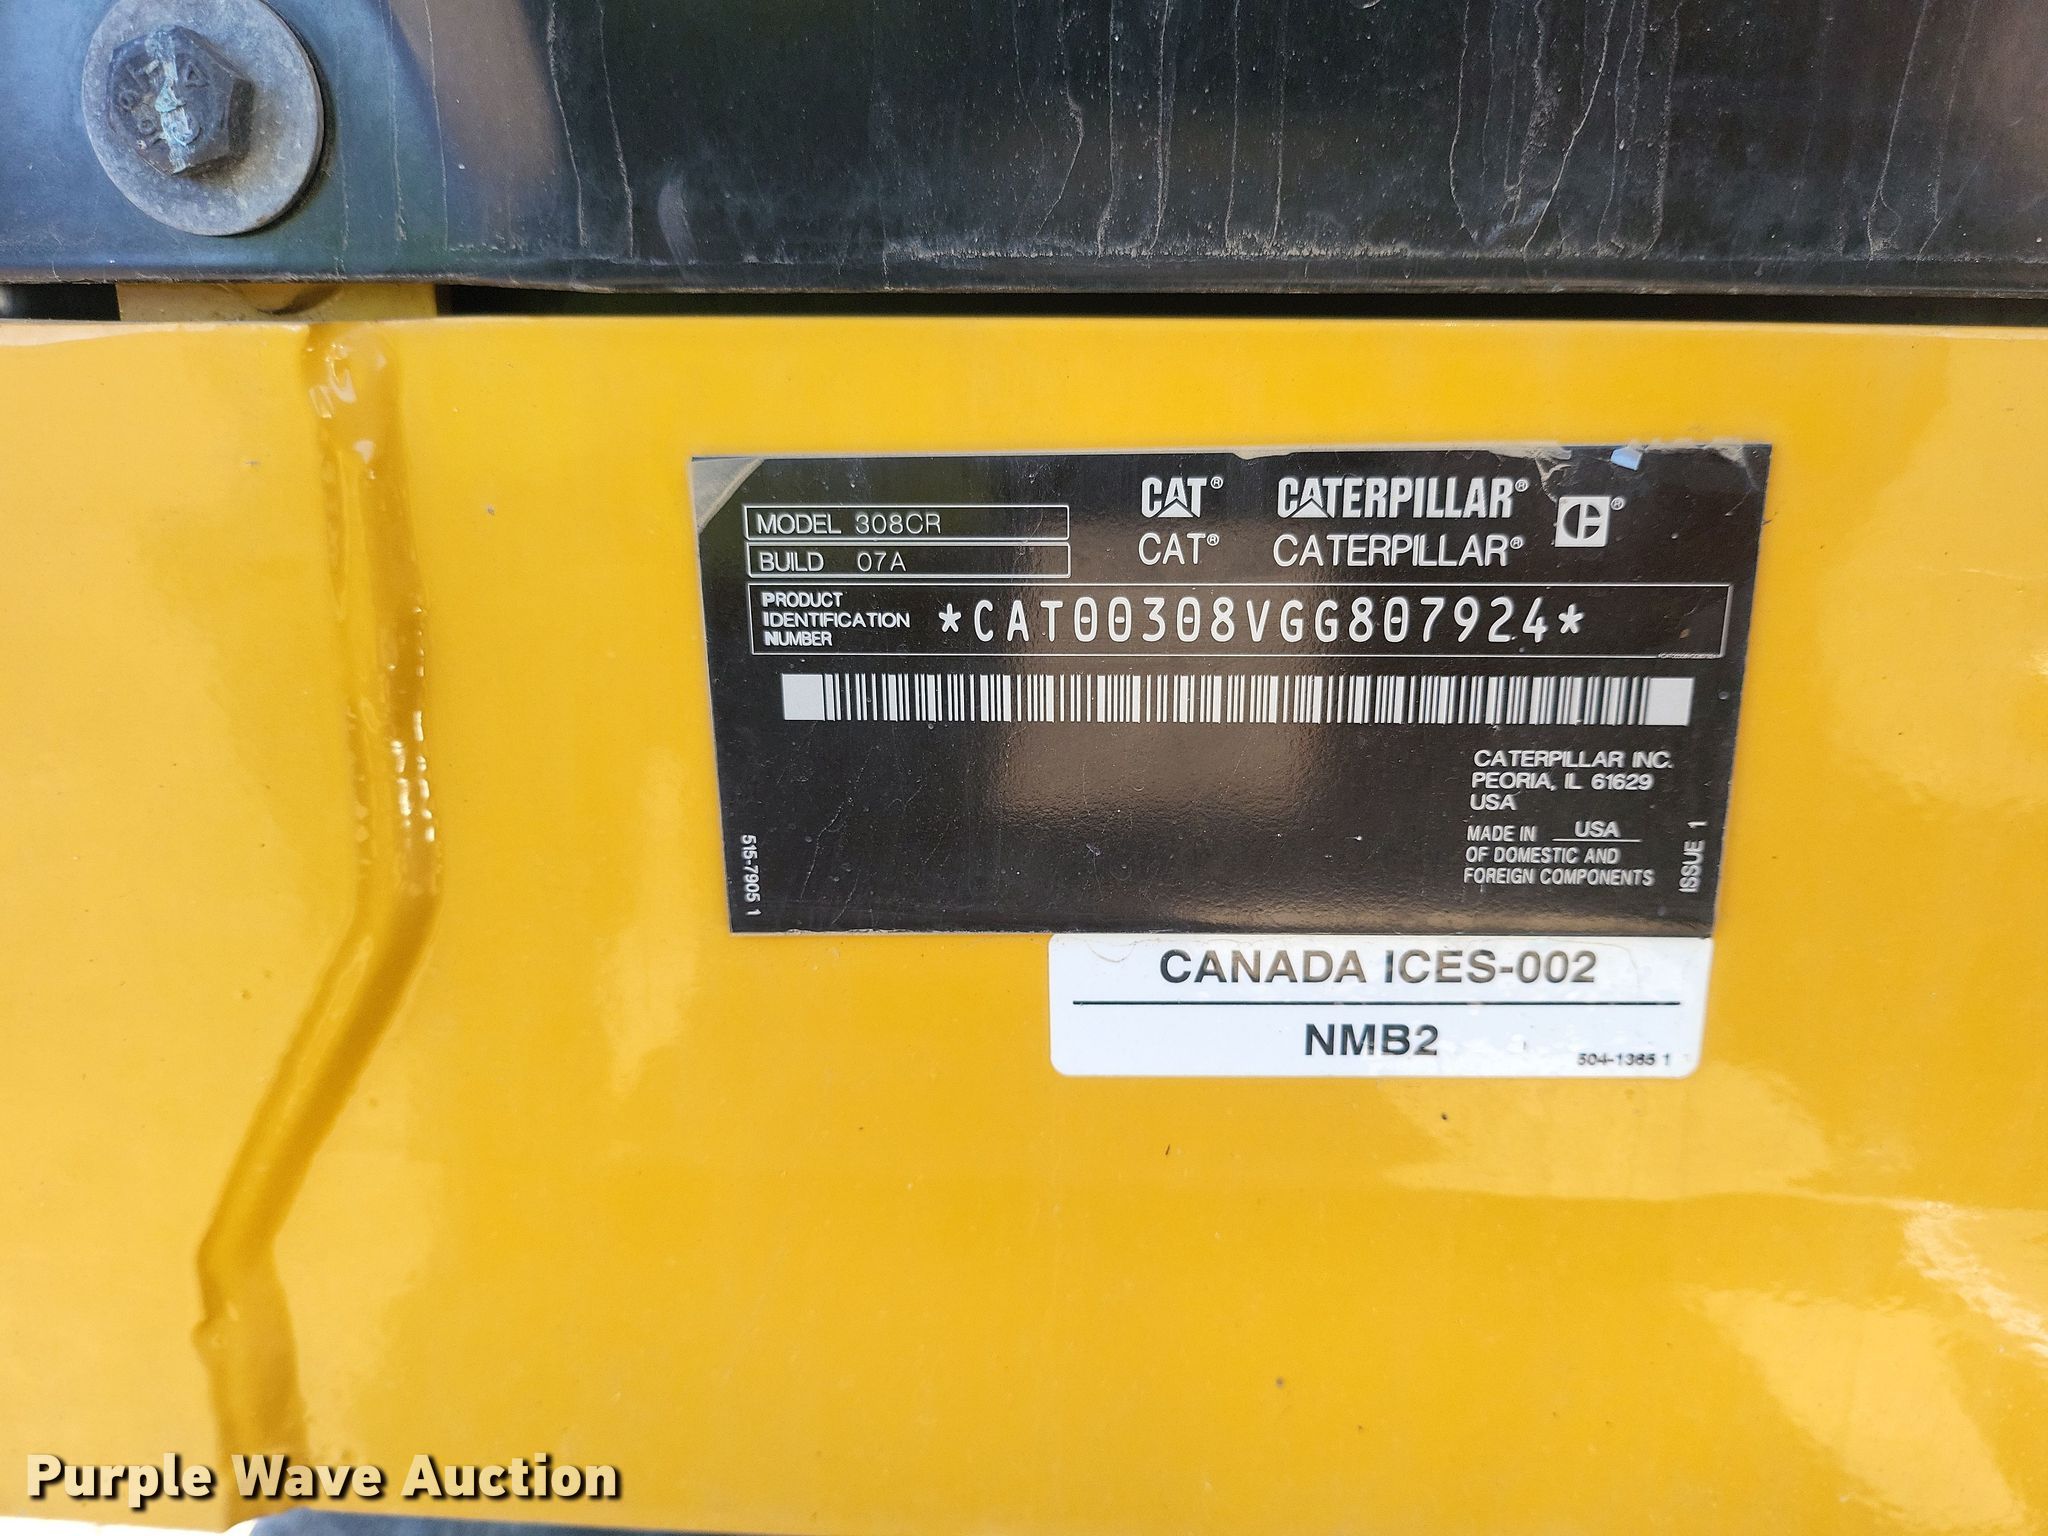 MODEL 308CR
BUILD 07A
CAT® CATERPILLAR® C®
CAT® CATERPILLAR®
PRODUCT
IDENTIFICATION
NUMBER
*CAT00308VGG807924*
CATERPILLAR INC.
PEORIA, IL 61629
USA
MADE IN USA
OF DOMESTIC AND
FOREIGN COMPONENTS
515-7905 1
ISSUE 1
CANADA ICES-002
NMB2
504-1365 1
Purple Wave Auction